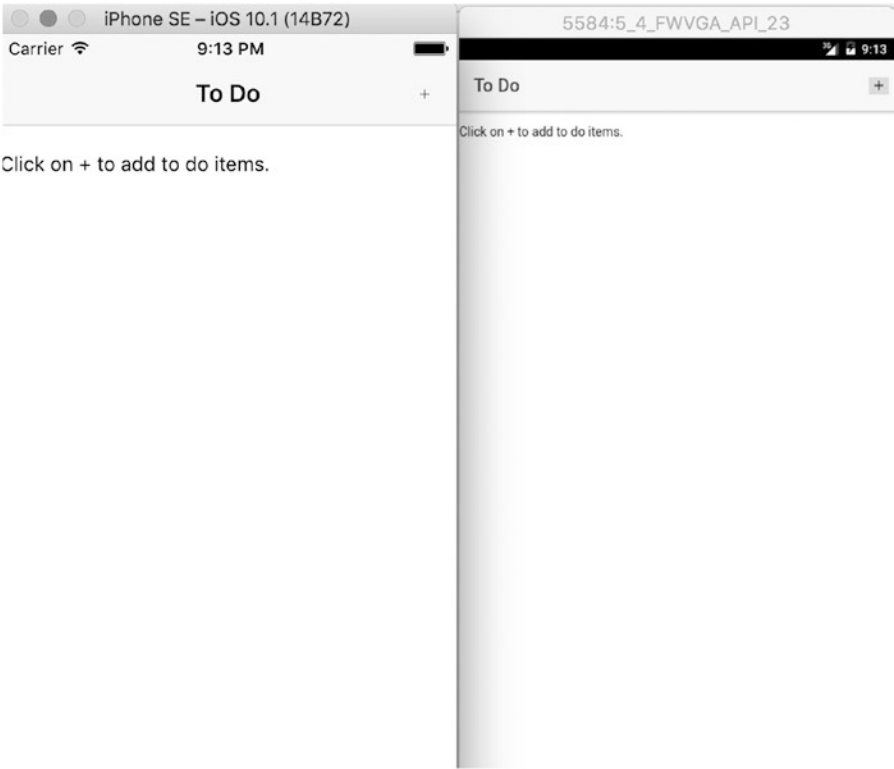 iPhone SE – iOS 10.1 (14B72)
Carrier 9:13 PM
To Do +
Click on + to add to do items.
5584:5_4_FWVGA_API_23
3G 9:13
To Do +
Click on + to add to do items.